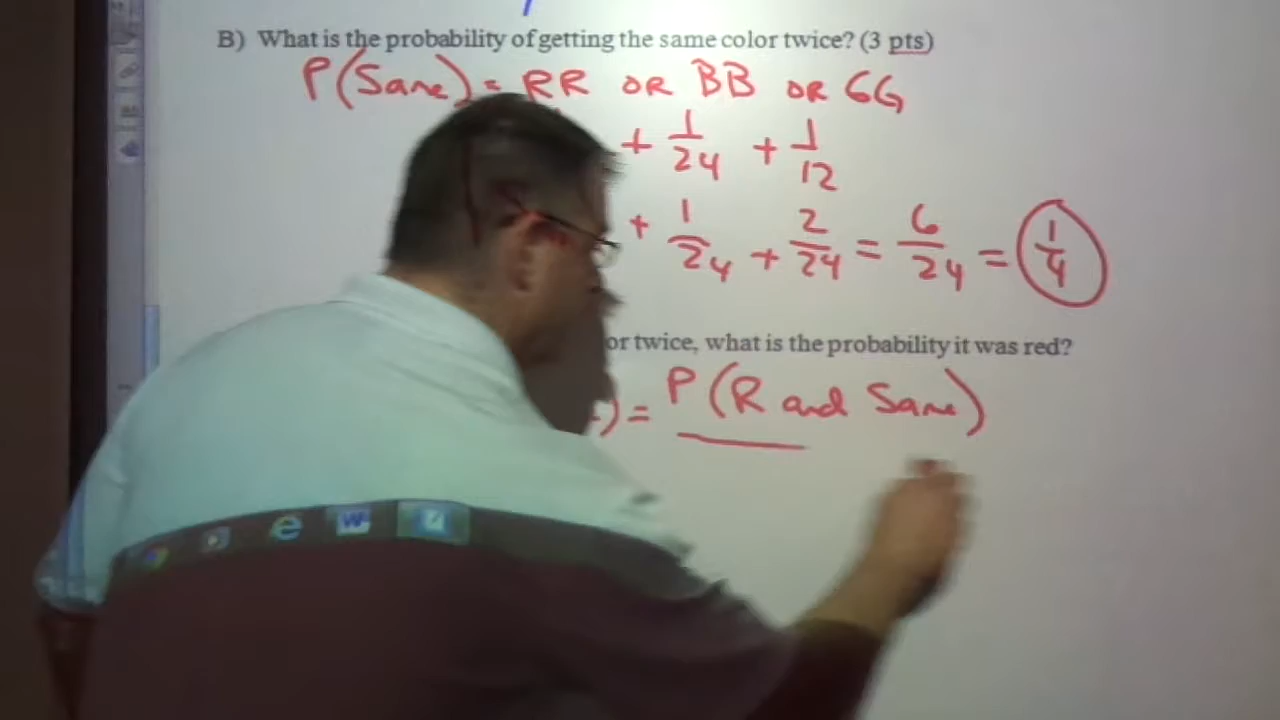 B) What is the probability of getting the same color twice? (3 pts)
P(Same) = RR OR BB OR GG
+ 1/24 + 1/12
+ 1/24 + 2/24 = 6/24 = 1/4
or twice, what is the probability it was red?
) = P(R and Same)